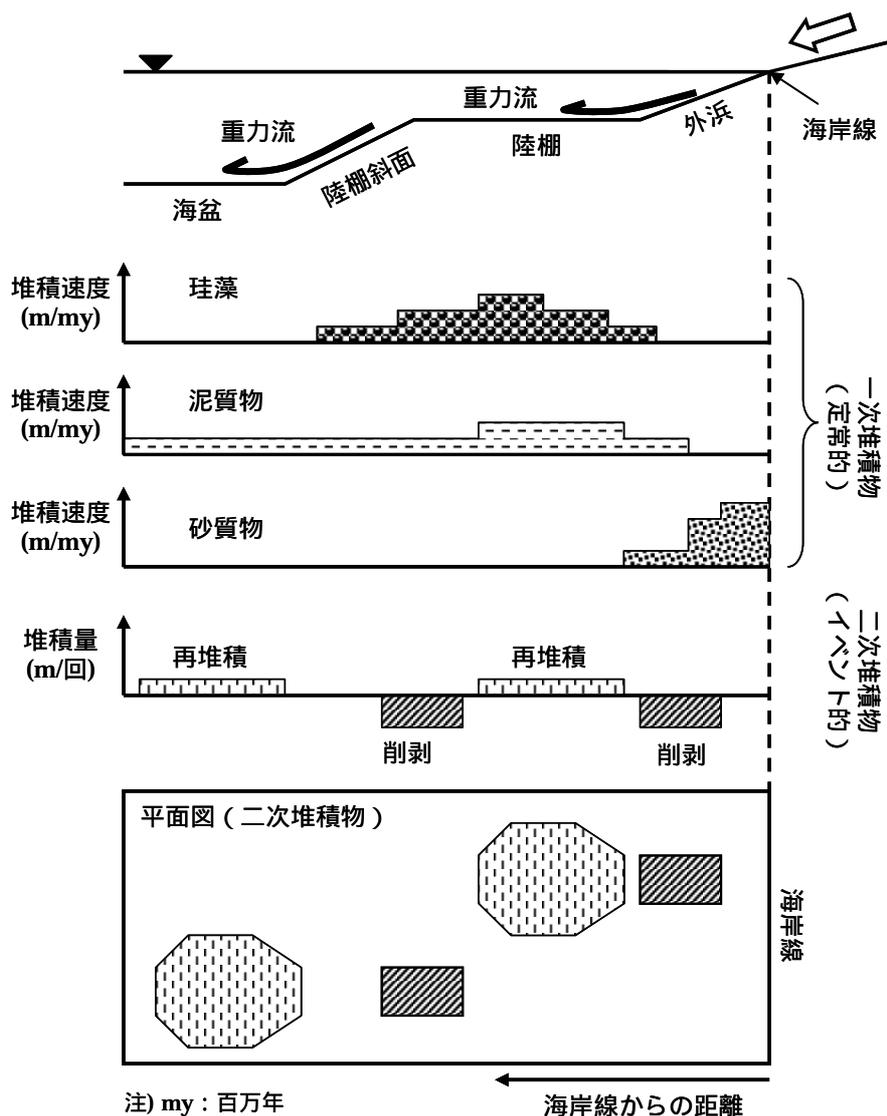 重力流
外浜
海岸線
重力流
陸棚
陸棚斜面
海盆
堆積速度
(m/my)
珪藻
堆積速度
(m/my)
泥質物
堆積速度
(m/my)
砂質物
一次堆積物
(定常的)
堆積量
(m/回)
再堆積
再堆積
削剥
削剥
二次堆積物
(イベント的)
平面図(二次堆積物)
海岸線
注) my:百万年
海岸線からの距離